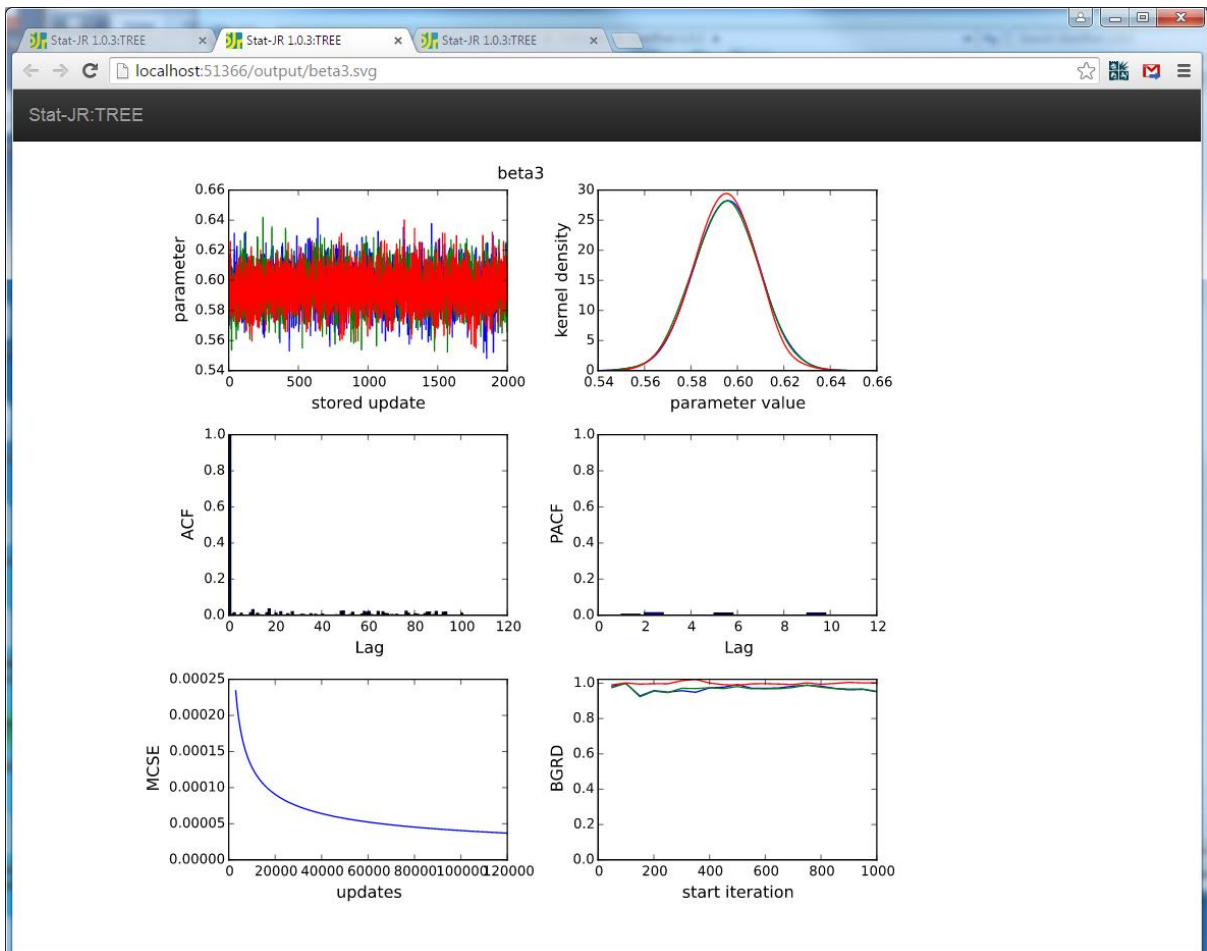 Stat-JR 1.0.3:TREE
Stat-JR 1.0.3:TREE
Stat-JR 1.0.3:TREE
localhost:51366/output/beta3.svg
Stat-JR:TREE
beta3
0.66
0.64
0.62
0.60
0.58
0.56
0.54
parameter
0 500 1000 1500 2000
stored update
30
25
20
15
10
5
0
kernel density
0.54 0.56 0.58 0.60 0.62 0.64 0.66
parameter value
1.0
0.8
0.6
0.4
0.2
0.0
ACF
0 20 40 60 80 100 120
Lag
1.0
0.8
0.6
0.4
0.2
0.0
PACF
0 2 4 6 8 10 12
Lag
0.00025
0.00020
0.00015
0.00010
0.00005
0.00000
MCSE
0 20000 40000 60000 80000 100000 120000
updates
1.0
0.8
0.6
0.4
0.2
0.0
BGRD
0 200 400 600 800 1000
start iteration